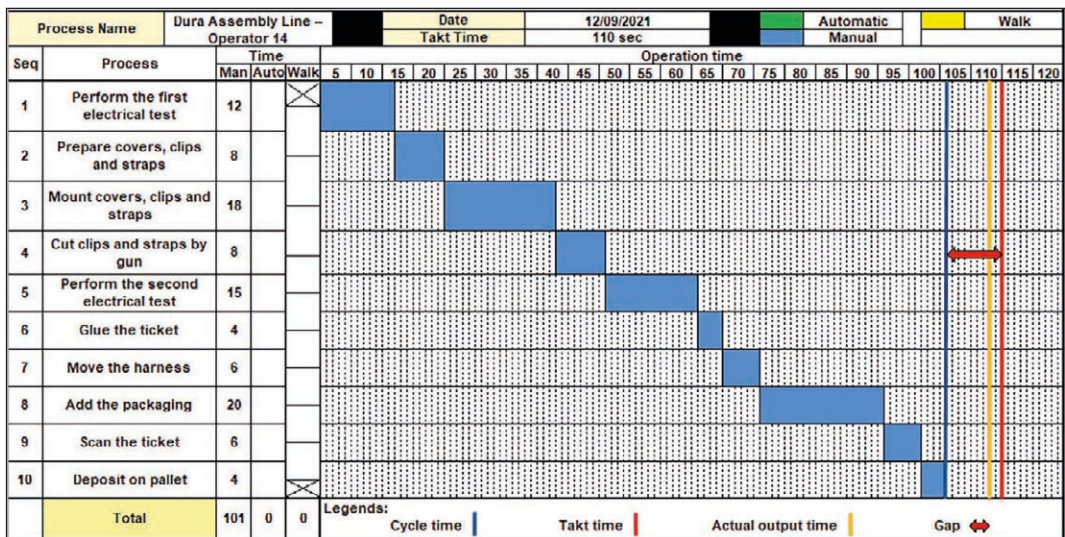 Process Name
Dura Assembly Line –
Operator 14
Date
12/09/2021
Automatic
Walk
Takt Time
110 sec
Manual
Seq
Process
Time
Operation time
Man Auto Walk
5 10 15 20 25 30 35 40 45 50 55 60 65 70 75 80 85 90 95 100 105 110 115 120
1
Perform the first
electrical test
12
2
Prepare covers, clips
and straps
8
3
Mount covers, clips and
straps
18
4
Cut clips and straps by
gun
8
5
Perform the second
electrical test
15
6
Glue the ticket
4
7
Move the harness
6
8
Add the packaging
20
9
Scan the ticket
6
10
Deposit on pallet
4
Total
101 0 0
Legends:
Cycle time
Takt time
Actual output time
Gap